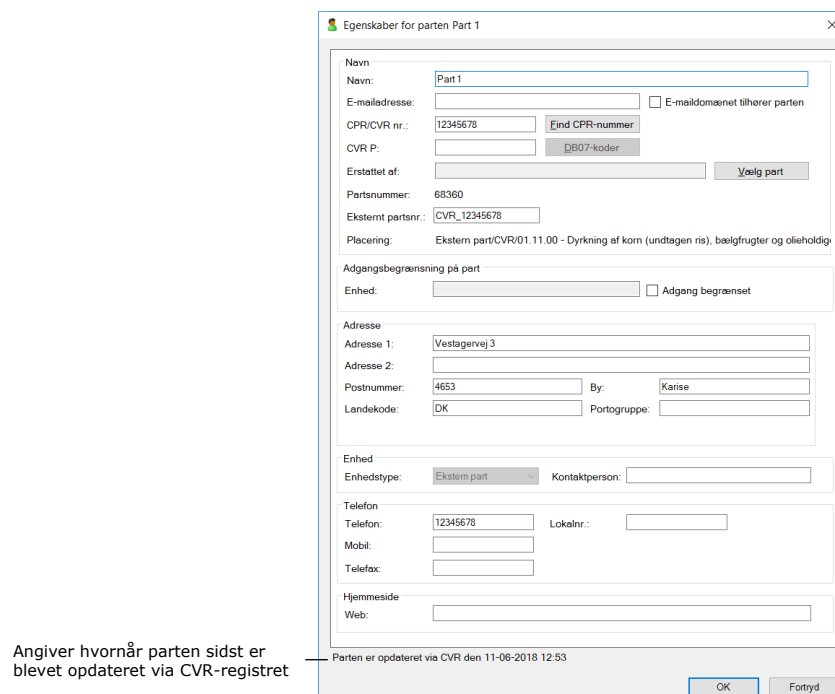 Egenskaber for parten Part 1
Navn
Navn: Part 1
E-mailadresse: E-maildomænet tilhører parten
CPR/CVR nr.: 12345678 Find CPR-nummer
CVR P: DB07-koder
Erstattet af: Vælg part
Partsnummer: 68360
Eksternt partsnr.: CVR_12345678
Placering: Ekstern part/CVR/01.11.00 - Dyrkning af korn (undtagen ris), bælgfrugter og olieholdige
Adgangsbegrænsning på part
Enhed: Adgang begrænset
Adresse
Adresse 1: Vestagervej 3
Adresse 2:
Postnummer: 4653 By: Karise
Landekode: DK Portogruppe:
Enhed
Enhedstype: Ekstern part Kontaktperson:
Telefon
Telefon: 12345678 Lokalnr.:
Mobil:
Telefax:
Hjemmeside
Web:
Angiver hvornår parten sidst er
blevet opdateret via CVR-registret
Parten er opdateret via CVR den 11-06-2018 12:53
OK Fortryd